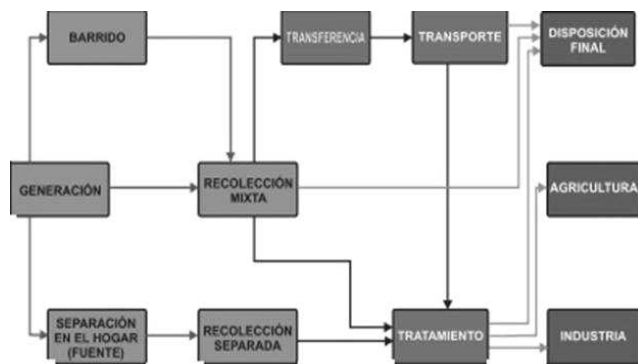 BARRIDO
TRANSFERENCIA
TRANSPORTE
DISPOSICIÓN
FINAL
GENERACIÓN
RECOLECCIÓN
MIXTA
AGRICULTURA
SEPARACIÓN
EN EL HOGAR
(FUENTE)
RECOLECCIÓN
SEPARADA
TRATAMIENTO
INDUSTRIA